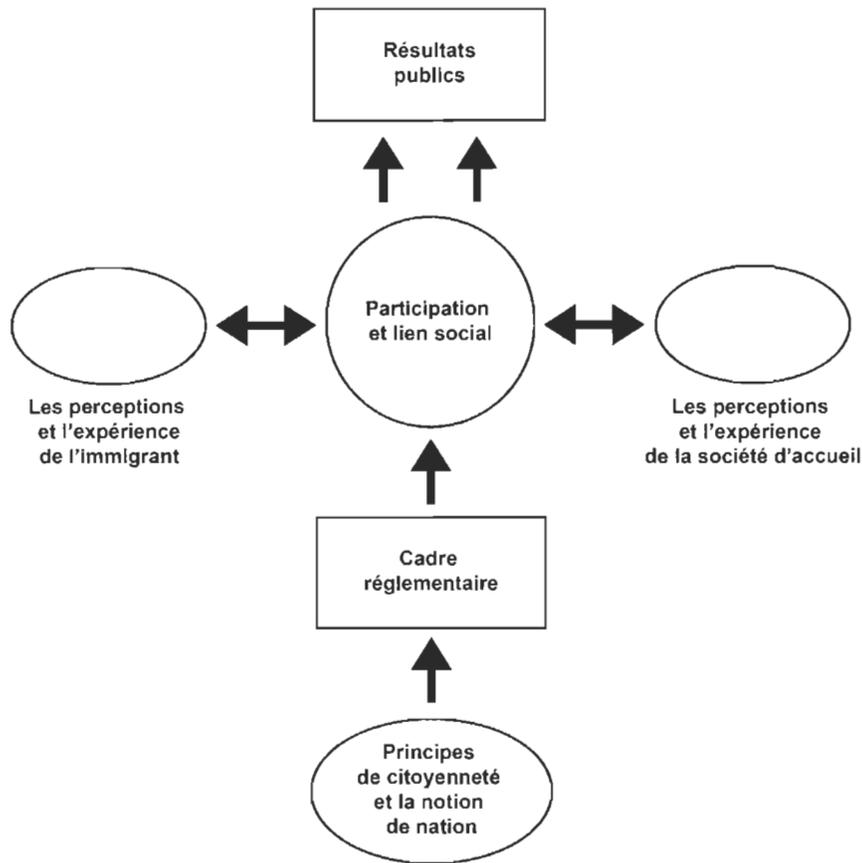 Résultats
publics
Participation
et lien social
Les perceptions
et l'expérience
de l'immigrant
Les perceptions
et l'expérience
de la société d'accueil
Cadre
réglementaire
Principes
de citoyenneté
et la notion
de nation